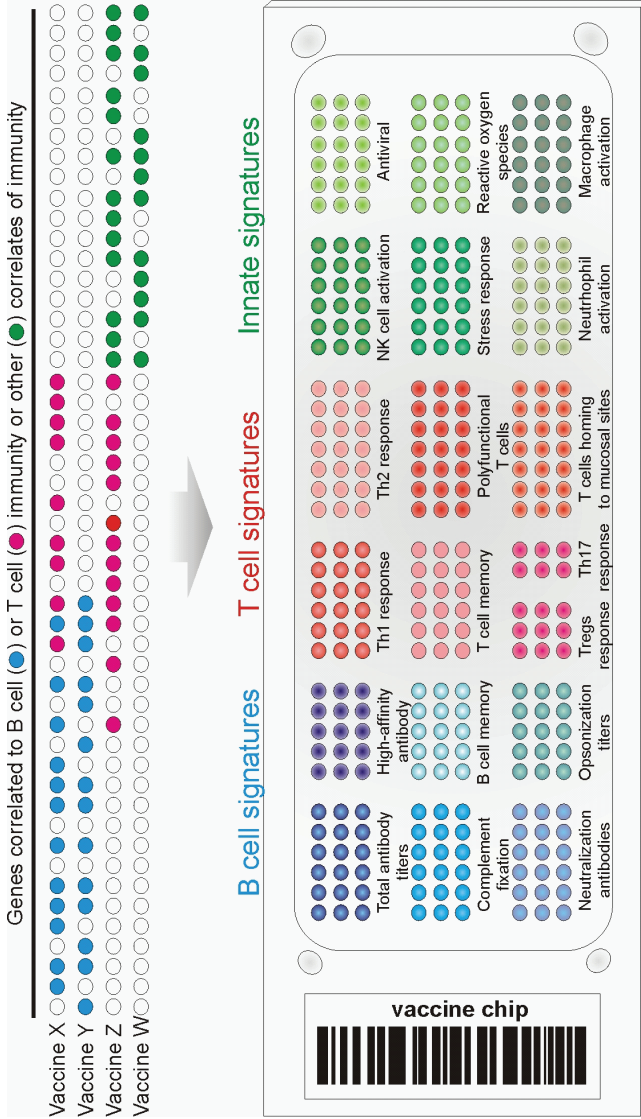 Genes correlated to B cell (●) or T cell (●) immunity or other (●) correlates of immunity
Vaccine X
Vaccine Y
Vaccine Z
Vaccine W
B cell signatures
T cell signatures
Innate signatures
Total antibody
titers
High-affinity
antibody
Th1 response
Th2 response
NK cell activation
Antiviral
Complement
fixation
B cell memory
T cell memory
Polyfunctional
T cells
Stress response
Reactive oxygen
species
Neutralization
antibodies
Opsonization
titers
Tregs
response
Th17
response
T cells homing
to mucosal sites
Neutrhophil
activation
Macrophage
activation
vaccine chip